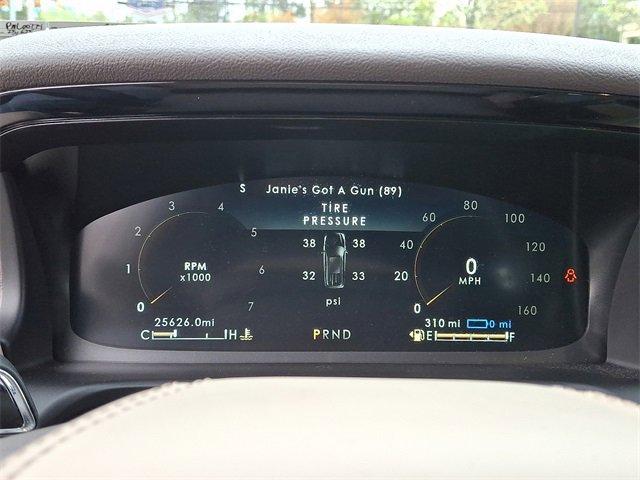 S Janie's Got A Gun (89)
TIRE
PRESSURE
38 38
32 33
psi
0 1 2 3 4 5 6 7
RPM
x1000
0 20 40 60 80 100 120 140 160
0
MPH
25626.0mi
C H
PRND
310 mi 0 mi
E F